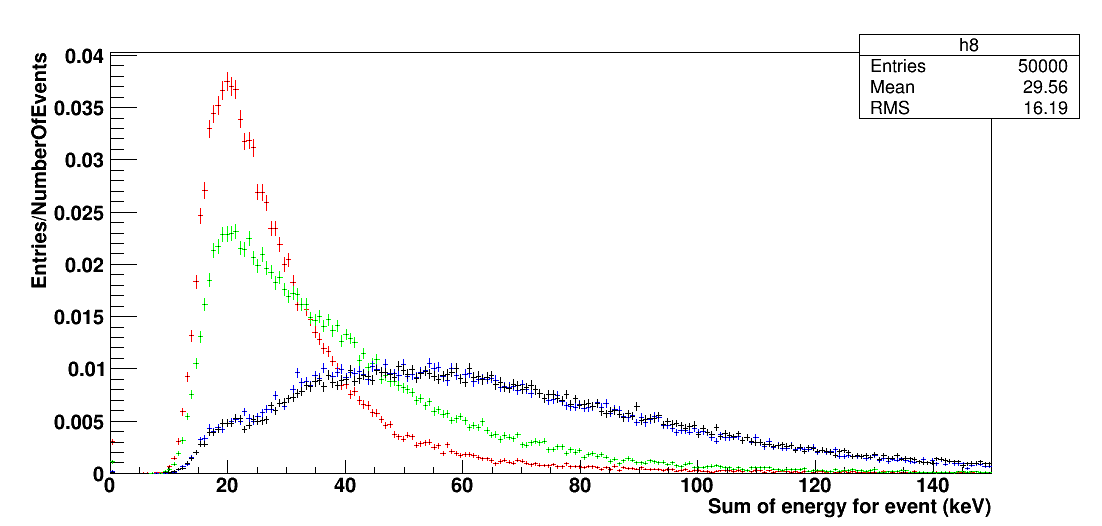 h8
Entries 50000
Mean 29.56
RMS 16.19
Entries/NumberOfEvents
0.04
0.035
0.03
0.025
0.02
0.015
0.01
0.005
0
0 20 40 60 80 100 120 140
Sum of energy for event (keV)